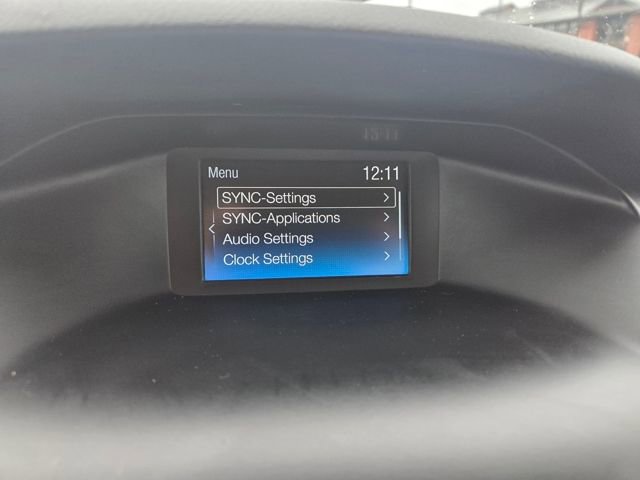 Menu 12:11
SYNC-Settings
SYNC-Applications
Audio Settings
Clock Settings